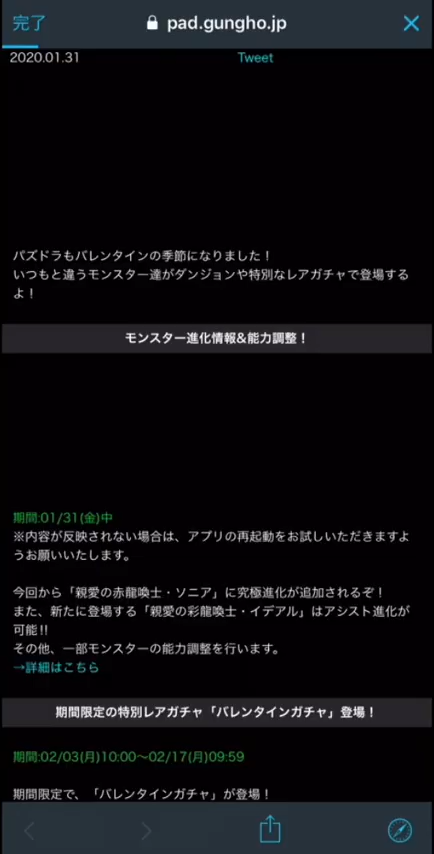 完了
pad.gungho.jp
2020.01.31
Tweet
パズドラもバレンタインの季節になりました！
いつもと違うモンスター達がダンジョンや特別なレアガチャで登場する
よ！
モンスター進化情報&能力調整！
期間:01/31(金)中
※内容が反映されない場合は、アプリの再起動をお試しいただきますよ
うお願いいたします。
今回から「親愛の赤龍喚士・ソニア」に究極進化が追加されるぞ！
また、新たに登場する「親愛の彩龍喚士・イデアル」はアシスト進化が
可能!!
その他、一部モンスターの能力調整を行います。
→詳細はこちら
期間限定の特別レアガチャ「バレンタインガチャ」登場！
期間:02/03(月)10:00～02/17(月)09:59
期間限定で、「バレンタインガチャ」が登場！